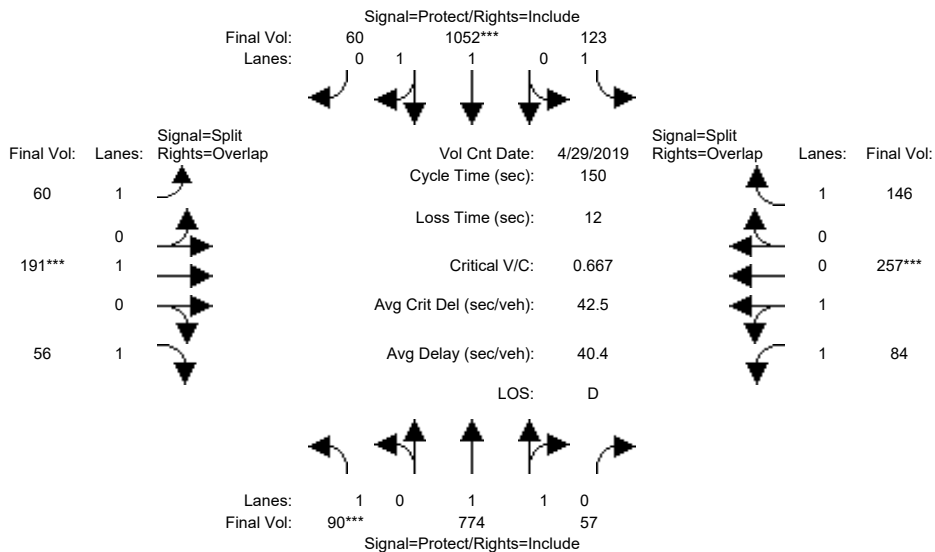 Signal=Protect/Rights=Include
Final Vol: 60 1052*** 123
Lanes: 0 1 1 0 1
Signal=Split Signal=Split
Final Vol: Lanes: Rights=Overlap Vol Cnt Date: 4/29/2019 Rights=Overlap Lanes: Final Vol:
Cycle Time (sec): 150
60 1 1 146
Loss Time (sec): 12
0 0
191*** 1 Critical V/C: 0.667 0 257***
0 Avg Crit Del (sec/veh): 42.5 1
56 1 Avg Delay (sec/veh): 40.4 1 84
LOS: D
Lanes: 1 0 1 1 0
Final Vol: 90*** 774 57
Signal=Protect/Rights=Include